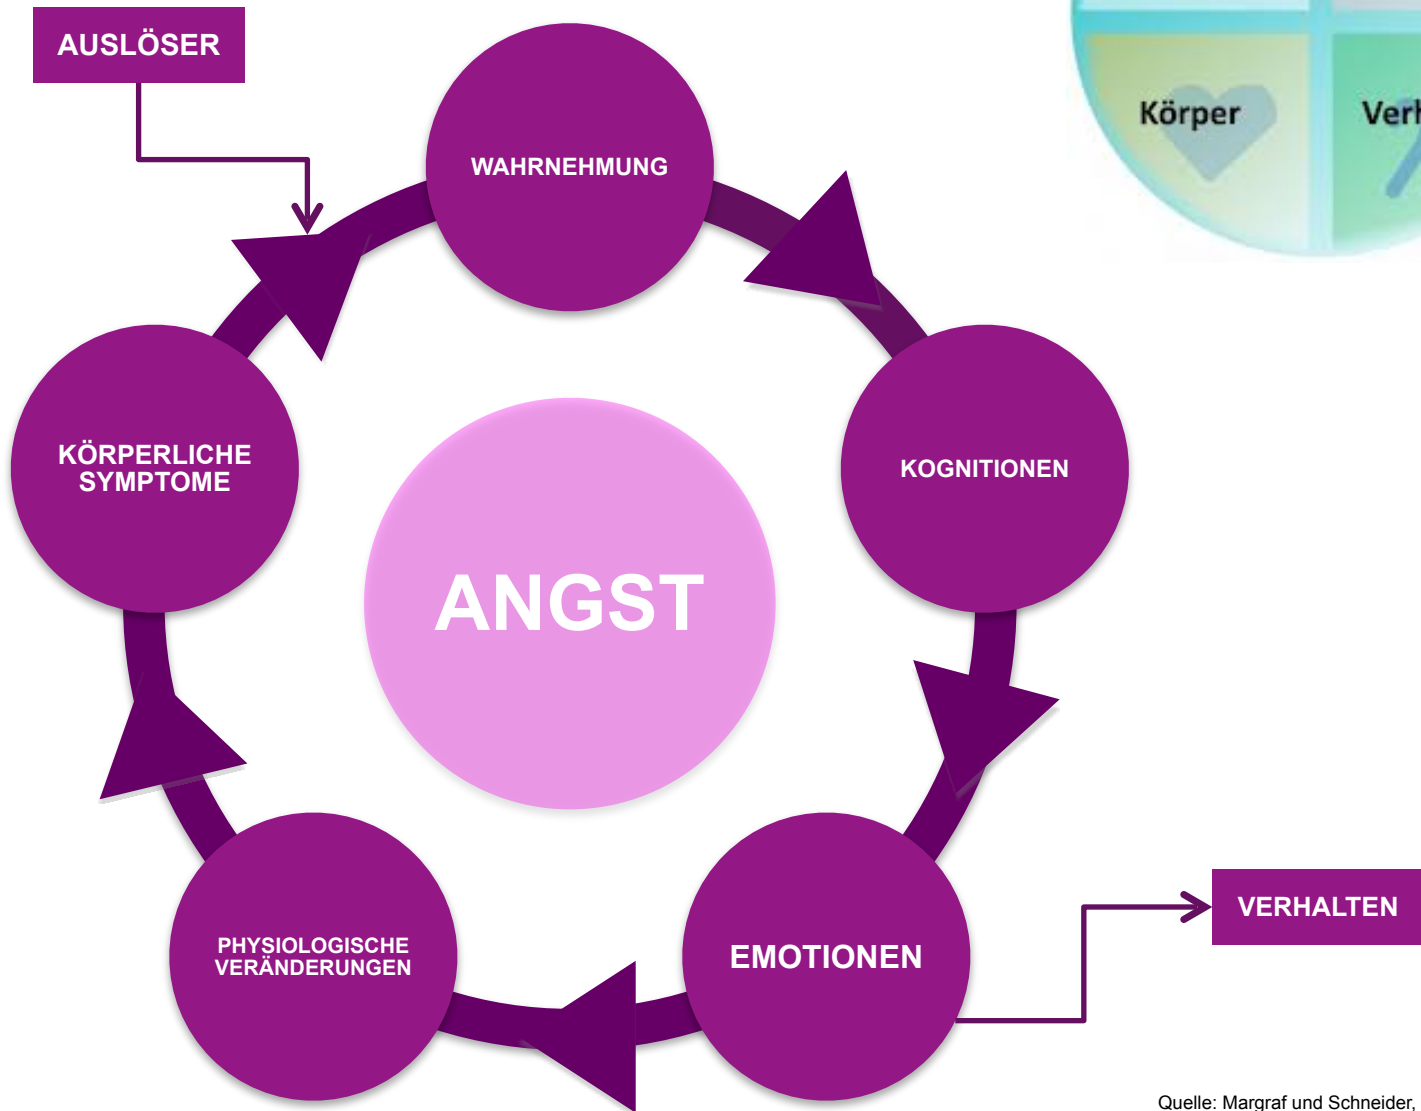 AUSLÖSER
WAHRNEHMUNG
Körper
KÖRPERLICHE
SYMPTOME
KOGNITIONEN
ANGST
VERHALTEN
PHYSIOLOGISCHE
VERÄNDERUNGEN
EMOTIONEN
Quelle: Margraf und Schneider,